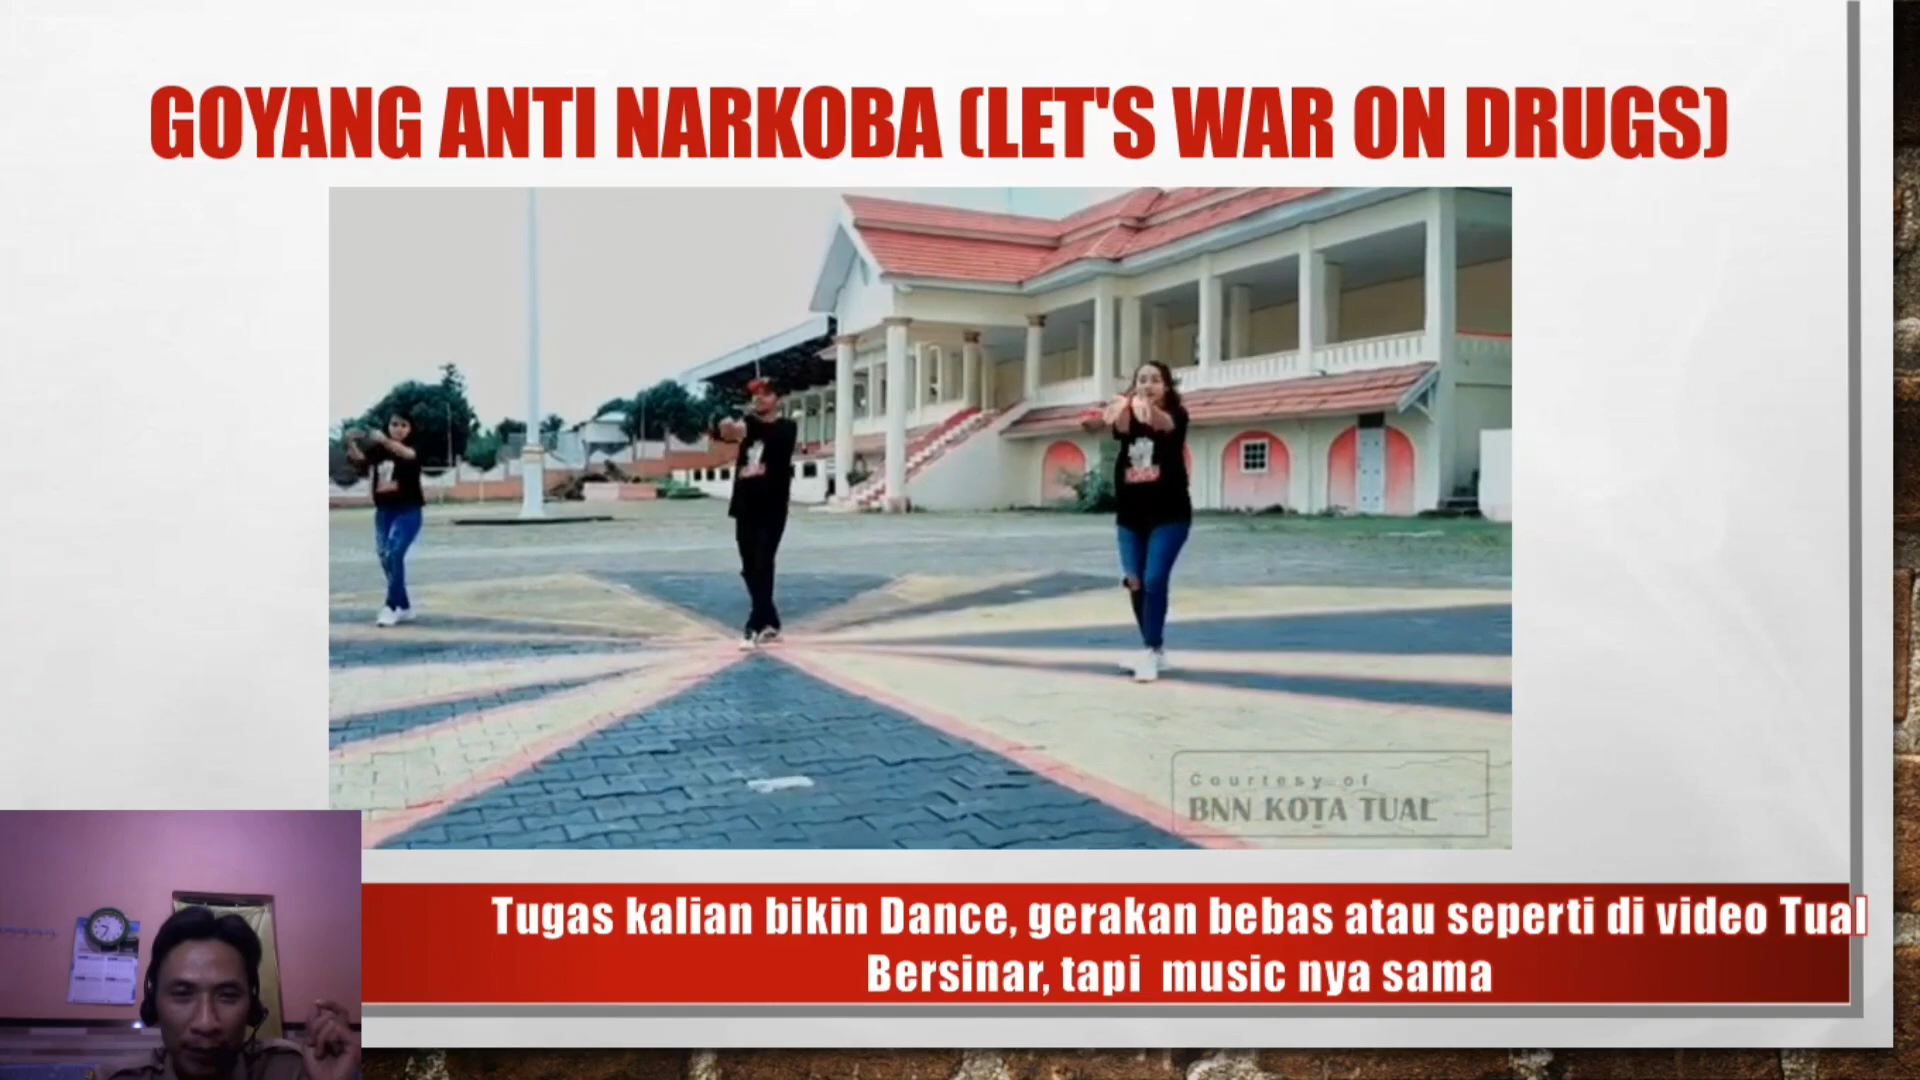 GOYANG ANTI NARKOBA (LET'S WAR ON DRUGS)
Courtesy of
BNN KOTA TUAL
Tugas kalian bikin Dance, gerakan bebas atau seperti di video Tual
Bersinar, tapi music nya sama